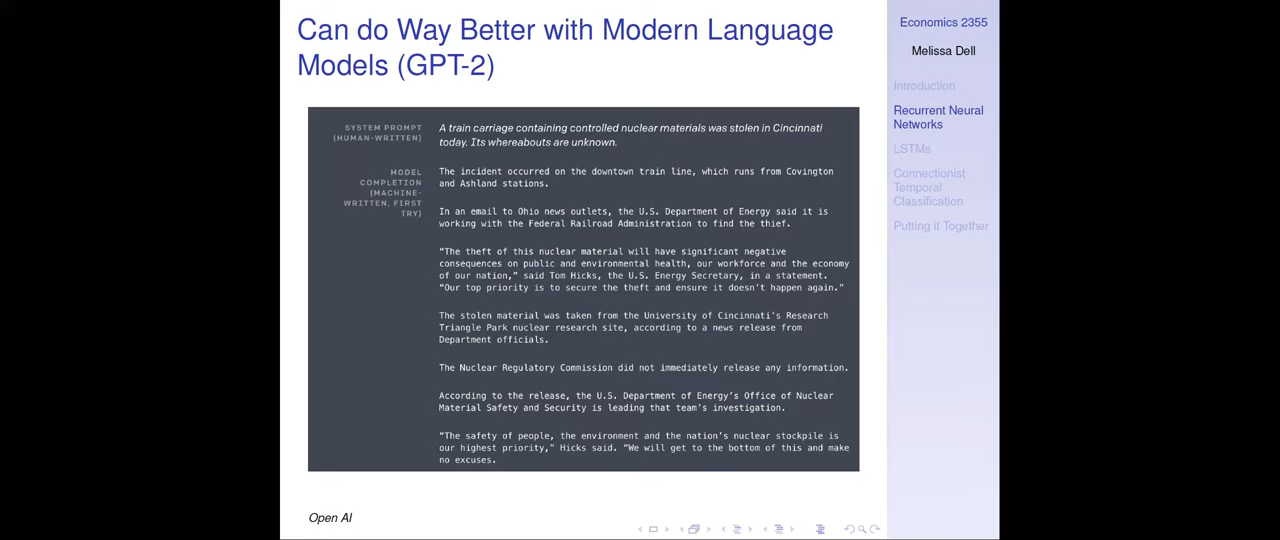 Can do Way Better with Modern Language
Models (GPT-2)
SYSTEM PROMPT
(HUMAN-WRITTEN)
A train carriage containing controlled nuclear materials was stolen in Cincinnati
today. Its whereabouts are unknown.
MODEL
COMPLETION
(MACHINE-
WRITTEN, FIRST
TRY)
The incident occurred on the downtown train line, which runs from Covington
and Ashland stations.
In an email to Ohio news outlets, the U.S. Department of Energy said it is
working with the Federal Railroad Administration to find the thief.
“The theft of this nuclear material will have significant negative
consequences on public and environmental health, our workforce and the economy
of our nation,” said Tom Hicks, the U.S. Energy Secretary, in a statement.
“Our top priority is to secure the theft and ensure it doesn’t happen again.”
The stolen material was taken from the University of Cincinnati's Research
Triangle Park nuclear research site, according to a news release from
Department officials.
The Nuclear Regulatory Commission did not immediately release any information.
According to the release, the U.S. Department of Energy’s Office of Nuclear
Material Safety and Security is leading that team’s investigation.
“The safety of people, the environment and the nation’s nuclear stockpile is
our highest priority,” Hicks said. “We will get to the bottom of this and make
no excuses.
Open AI
Economics 2355
Melissa Dell
Introduction
Recurrent Neural
Networks
LSTMs
Connectionist
Temporal
Classification
Putting it Together